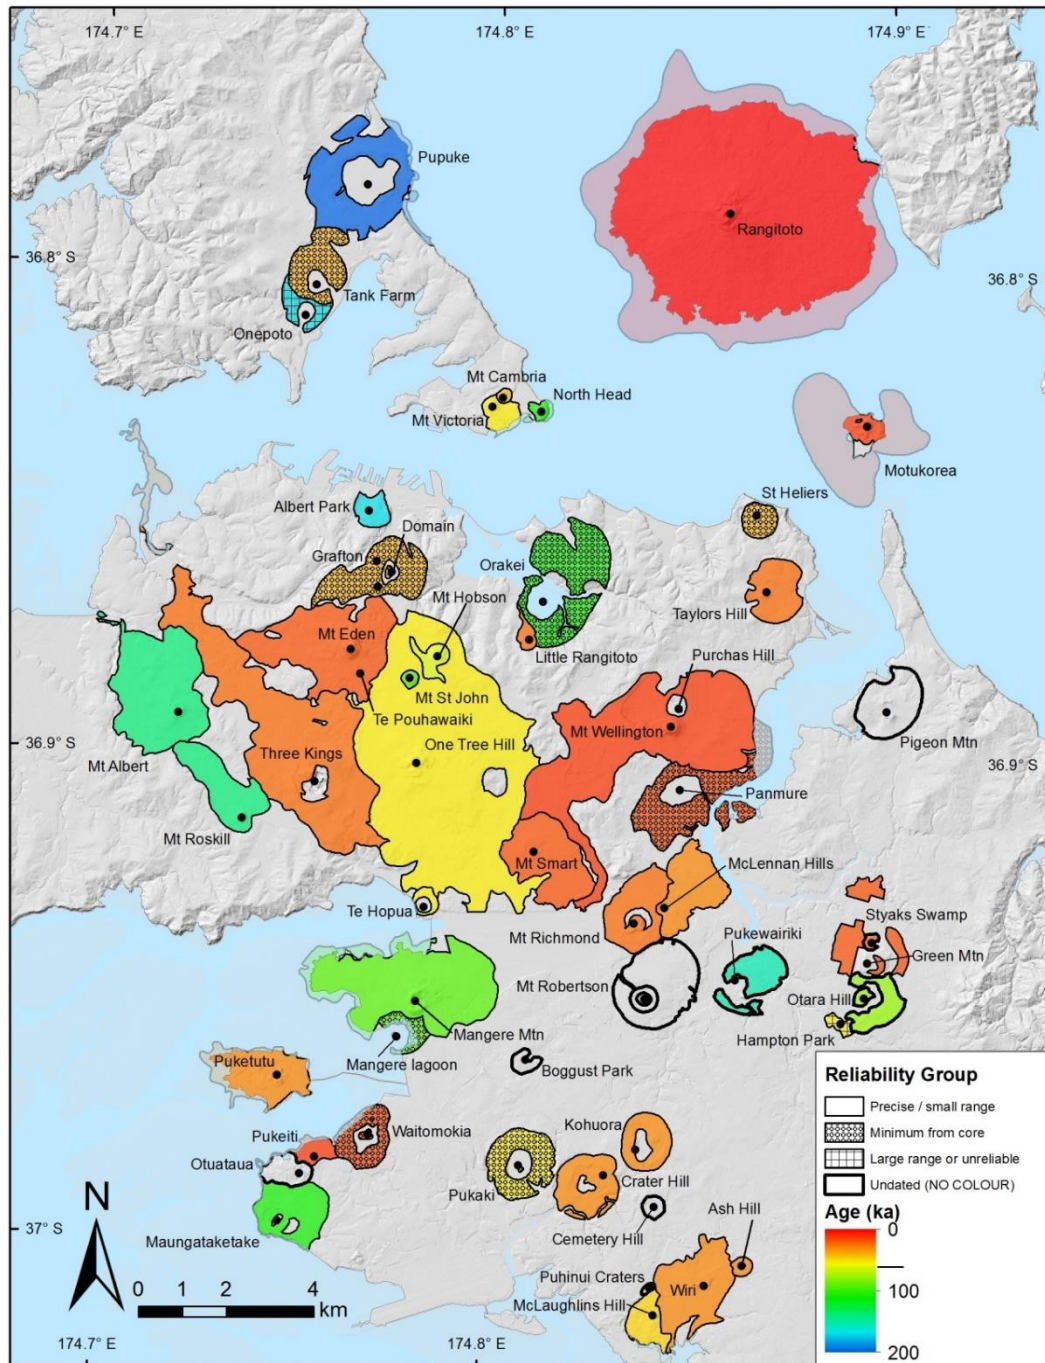 174.7° E
174.8° E
174.9° E
Pupuke
Rangitoto
36.8° S
36.8° S
Tank Farm
Onepoto
Mt Cambria
North Head
Mt Victoria
Motukorea
St Heliers
Albert Park
Domain
Grafton
Orakei
Mt Hobson
Taylors Hill
Mt Eden
Little Rangitoto
Purchas Hill
Mt St John
Te Pouhawaiki
Mt Wellington
Pigeon Mtn
36.9° S
One Tree Hill
Three Kings
Mt Albert
36.9° S
Panmure
Mt Roskill
Mt Smart
McLennan Hills
Te Hopua
Styaks Swamp
Mt Richmond
Pukewairiki
Green Mtn
Mt Robertson
Otara Hill
Mangere Mtn
Hampton Park
Mangere lagoon
Boggust Park
Puketutu
Reliability Group
Precise / small range
Minimum from core
Large range or unreliable
Undated (NO COLOUR)
Age (ka)
0
100
200
Pukeiti
Waitomokia
Kohuora
Otuataua
Pukaki
Crater Hill
N
Ash Hill
37° S
Maungataketake
Cemetery Hill
Puhinui Craters
Wiri
McLaughlins Hill
0 2 4
km
174.7° E
174.8° E